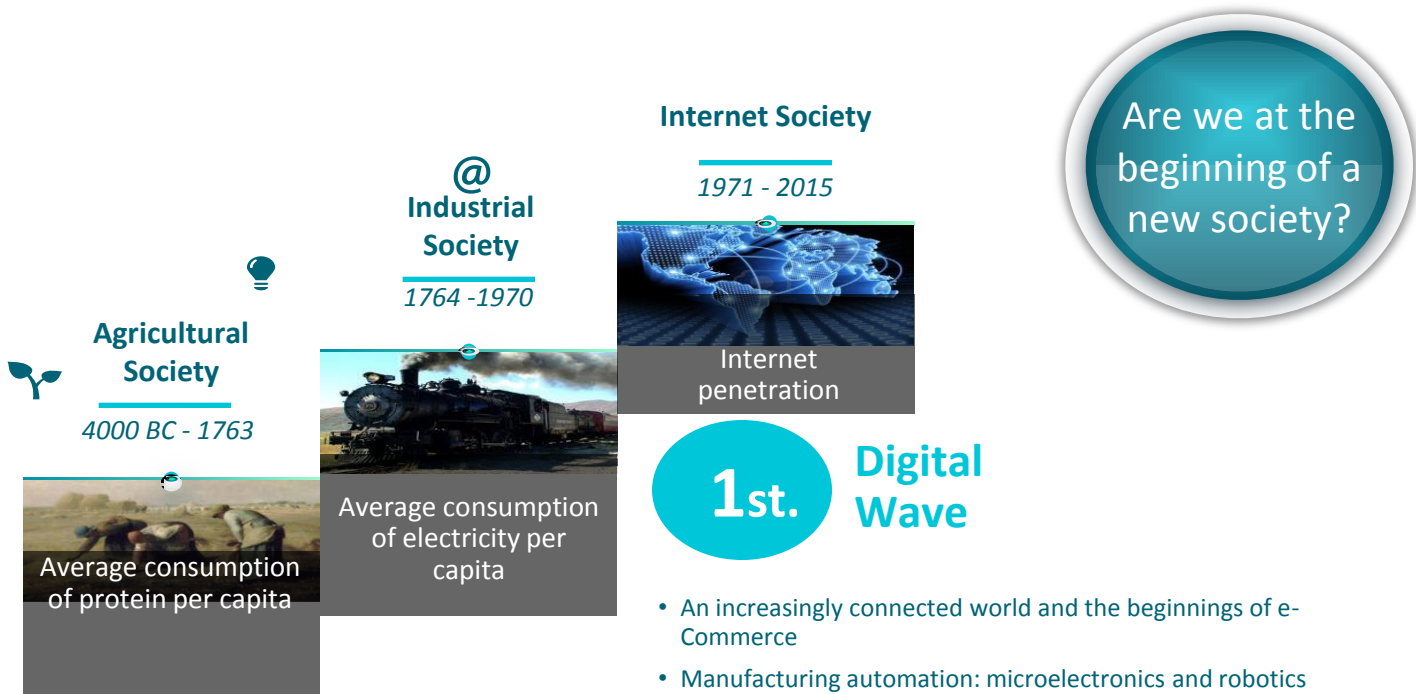 Agricultural
Society
4000 BC - 1763
Average consumption
of protein per capita
@
Industrial
Society
1764 -1970
Average consumption
of electricity per
capita
Internet Society
1971 - 2015
Internet
penetration
1st.
Digital
Wave
• An increasingly connected world and the beginnings of e-
Commerce
• Manufacturing automation: microelectronics and robotics
Are we at the
beginning of a
new society?